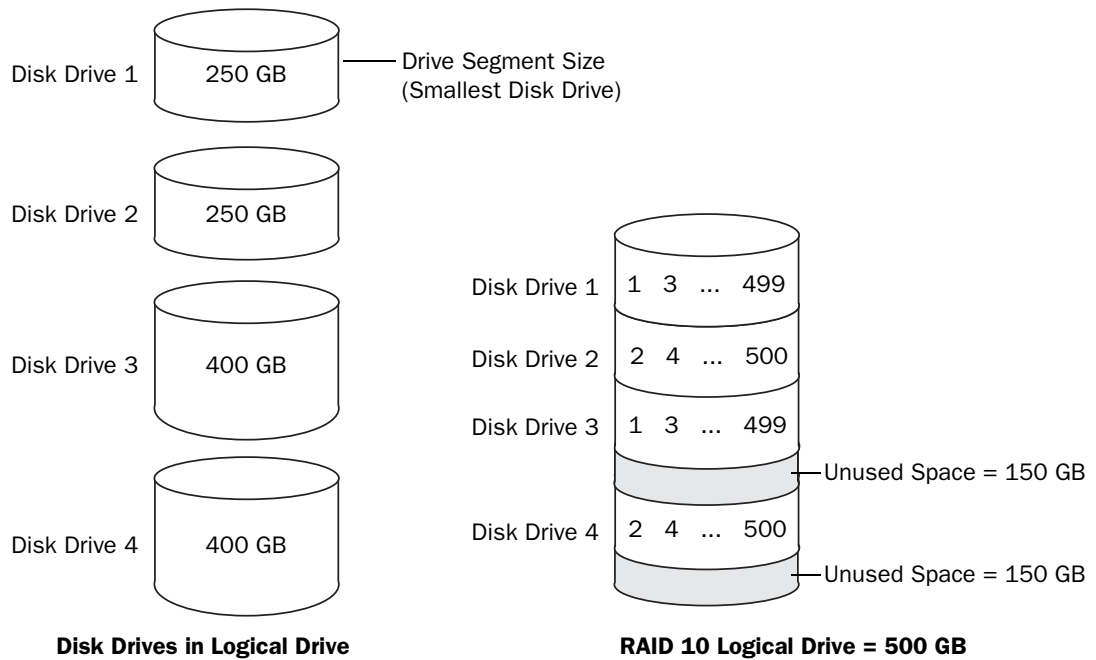 Disk Drive 1
250 GB
Drive Segment Size
(Smallest Disk Drive)
Disk Drive 2
250 GB
Disk Drive 3
400 GB
Disk Drive 4
400 GB
Disk Drives in Logical Drive
Disk Drive 1
1 3 ... 499
Disk Drive 2
2 4 ... 500
Disk Drive 3
1 3 ... 499
Unused Space = 150 GB
Disk Drive 4
2 4 ... 500
Unused Space = 150 GB
RAID 10 Logical Drive = 500 GB